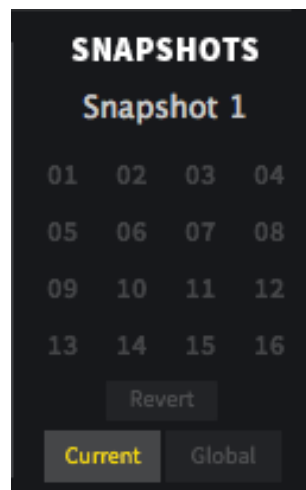 SNAPSHOTS
Snapshot 1
01 02 03 04
05 06 07 08
09 10 11 12
13 14 15 16
Revert
Current Global